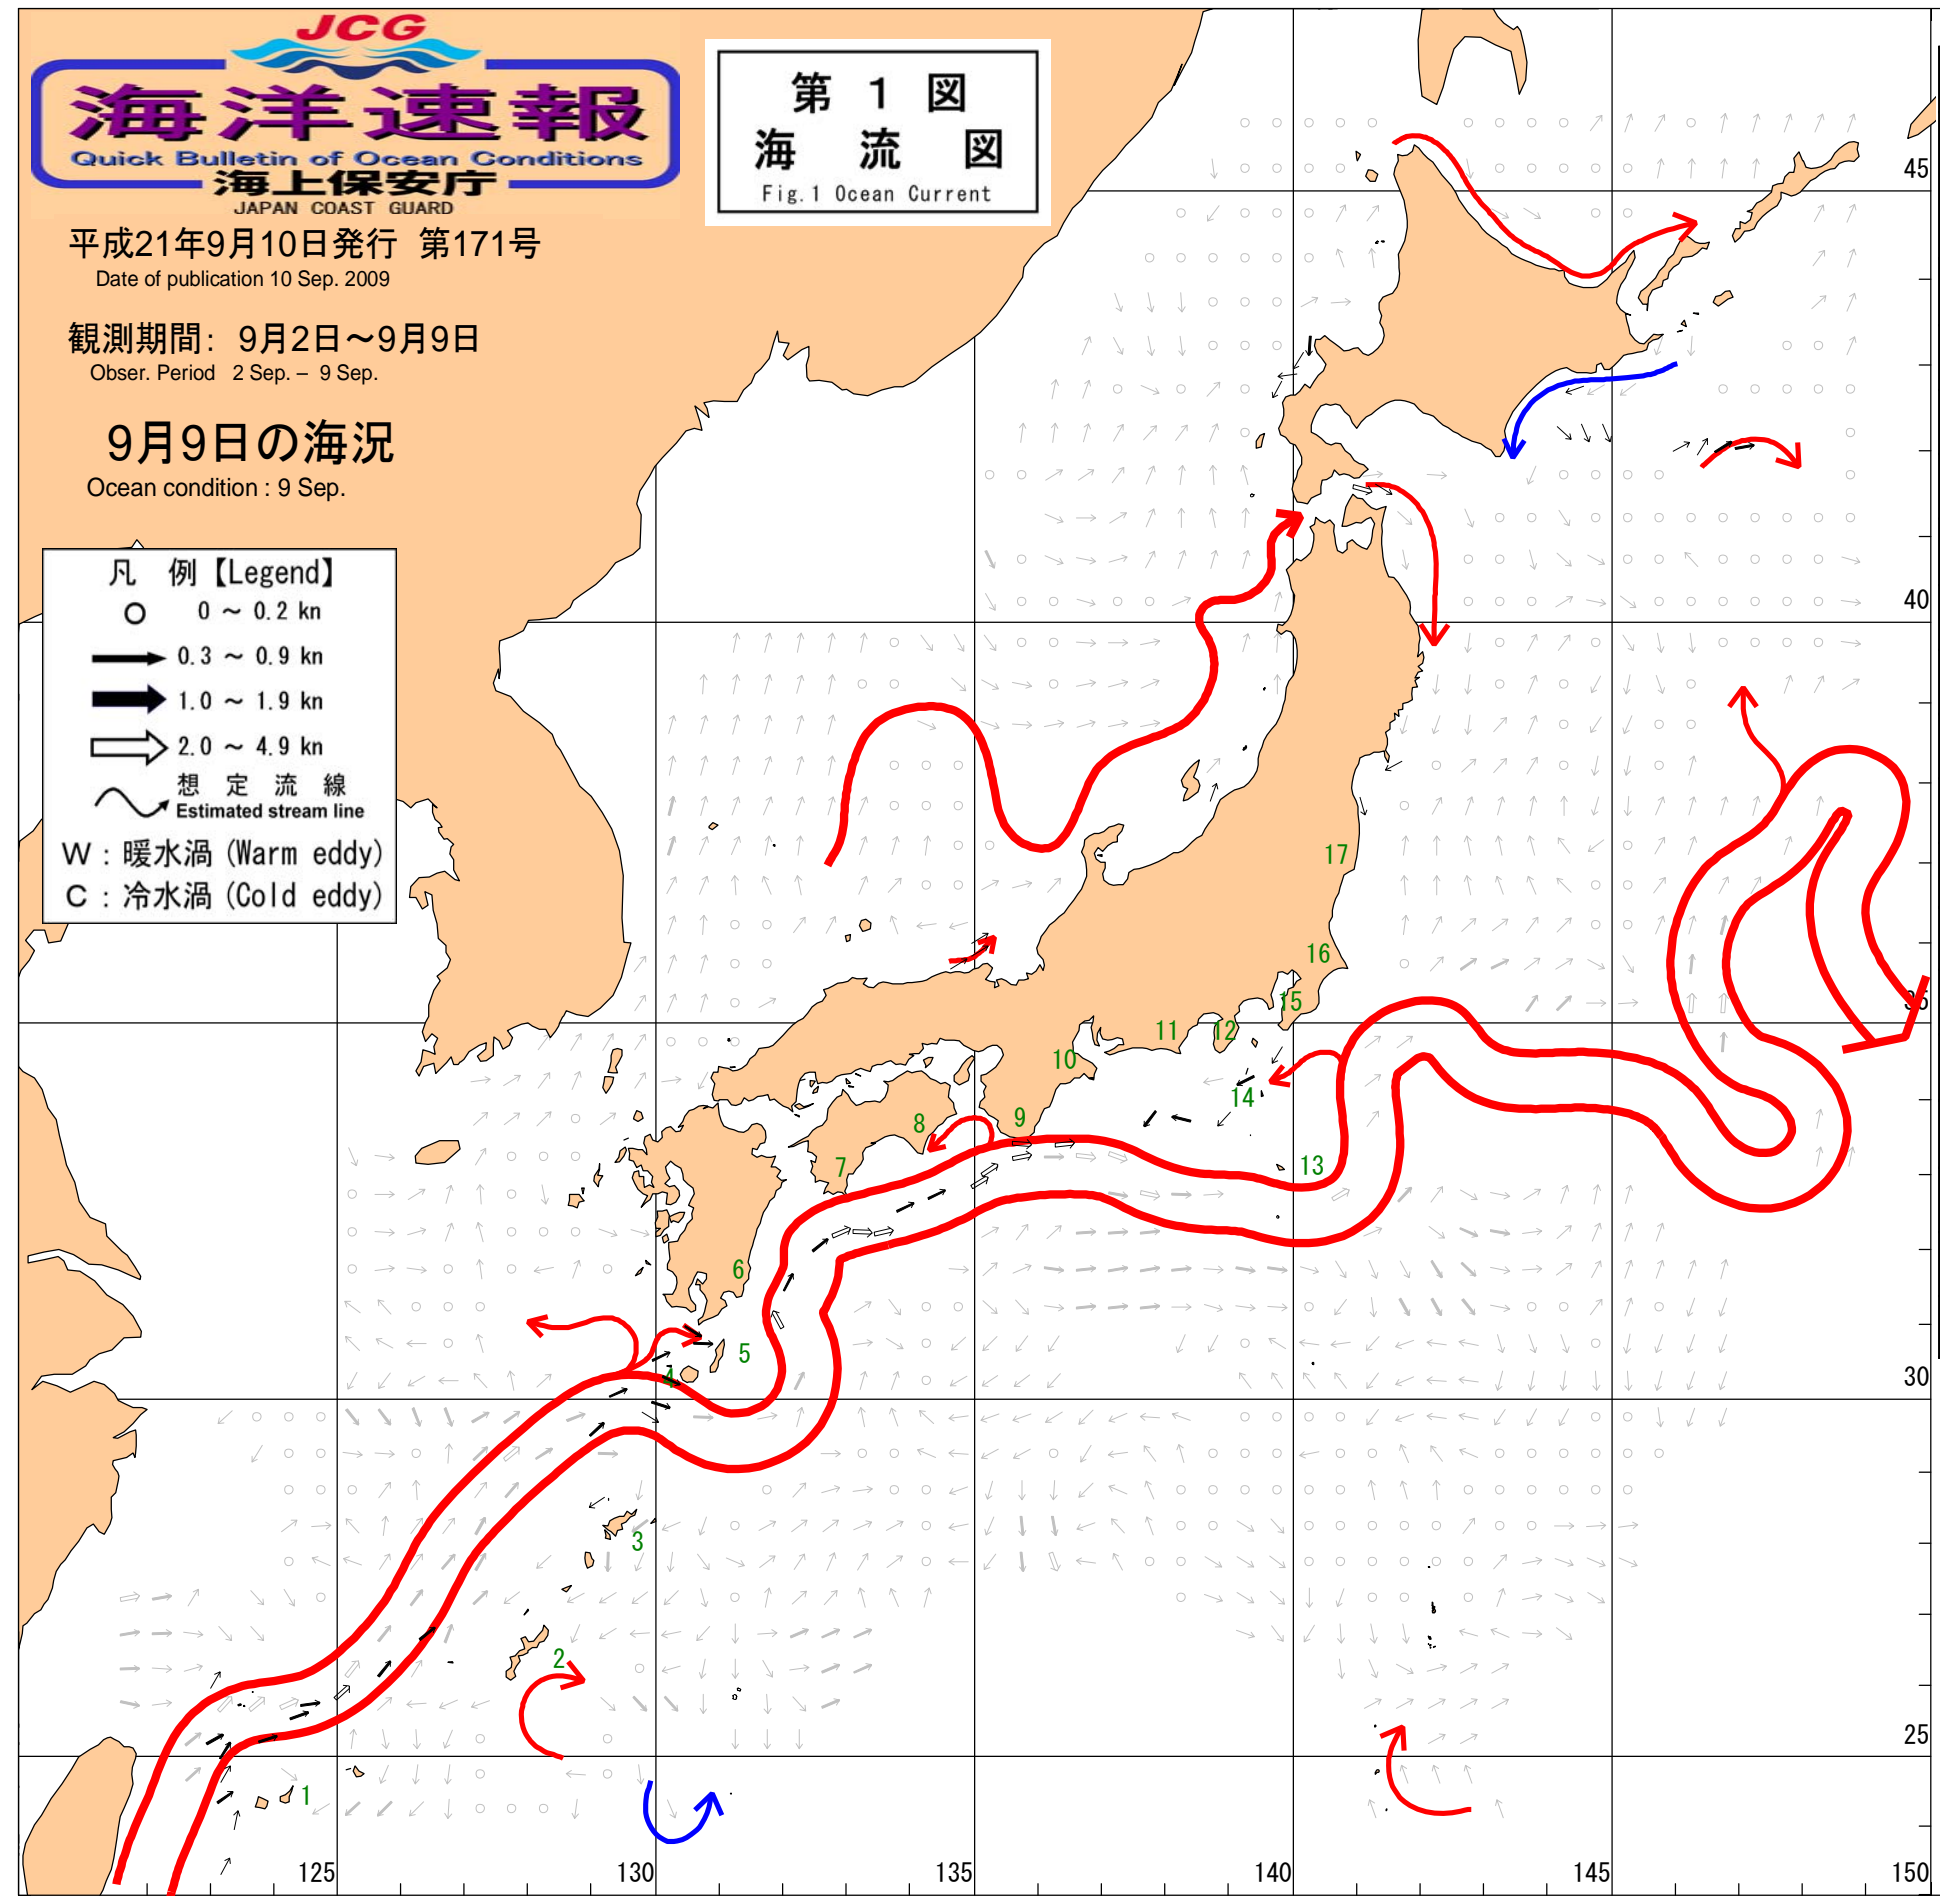 JCG
海洋速報
Quick Bulletin of Ocean Conditions
海上保安庁
JAPAN COAST GUARD
平成21年9月10日発行 第171号
Date of publication 10 Sep. 2009
観測期間: 9月2日～9月9日
Obser. Period 2 Sep. – 9 Sep.
9月9日の海況
Ocean condition : 9 Sep.
第 1 図
海 流 図
Fig.1 Ocean Current
凡 例【Legend】
0 ～ 0.2 kn
0.3 ～ 0.9 kn
1.0 ～ 1.9 kn
2.0 ～ 4.9 kn
想 定 流 線
Estimated stream line
W : 暖水渦 (Warm eddy)
C : 冷水渦 (Cold eddy)
45
40
17
16
35
15
12
11
10
14
9
8
13
7
6
5
4
30
3
2
25
1
125
130
135
140
145
150